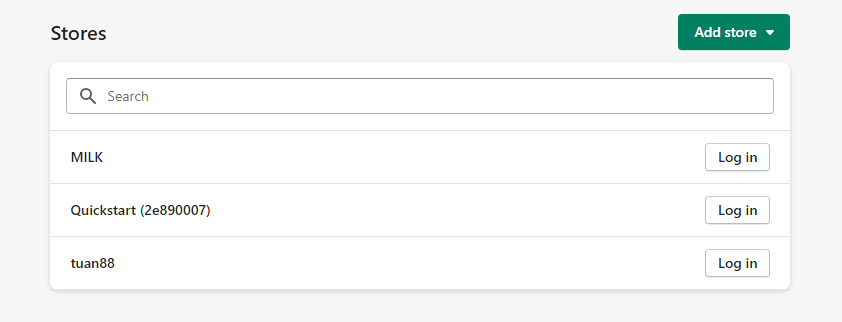 Stores
Add store
Search
MILK
Log in
Quickstart (2e890007)
Log in
tuan88
Log in